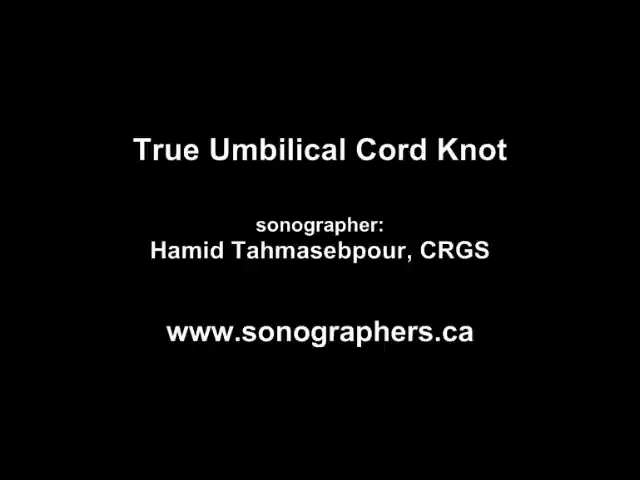 True Umbilical Cord Knot
sonographer:
Hamid Tahmasebpour, CRGS
www.sonographers.ca